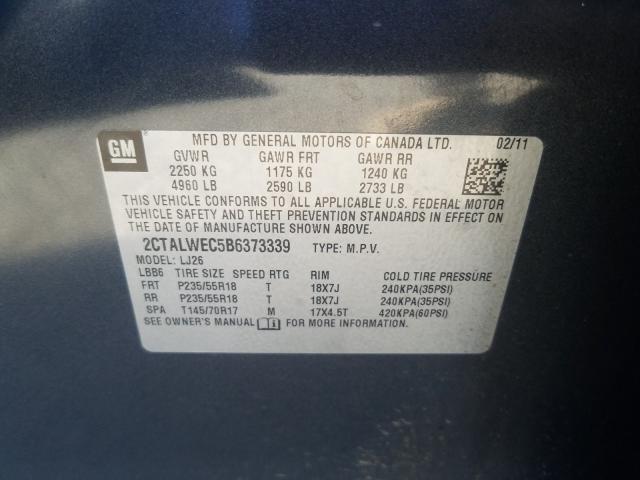 GM
MFD BY GENERAL MOTORS OF CANADA LTD. 02/11
GVWR GAWR FRT GAWR RR
2250 KG 1175 KG 1240 KG
4960 LB 2590 LB 2733 LB
THIS VEHICLE CONFORMS TO ALL APPLICABLE U.S. FEDERAL MOTOR
VEHICLE SAFETY AND THEFT PREVENTION STANDARDS IN EFFECT ON
THE DATE OF MANUFACTURE SHOWN ABOVE.
2CTALWEC5B6373339 TYPE: M.P.V.
MODEL: LJ26
LBB6 TIRE SIZE SPEED RTG RIM COLD TIRE PRESSURE
FRT P235/55R18 T 18X7J 240KPA(35PSI)
RR P235/55R18 T 18X7J 240KPA(35PSI)
SPA T145/70R17 M 17X4.5T 420KPA(60PSI)
SEE OWNER'S MANUAL FOR MORE INFORMATION.